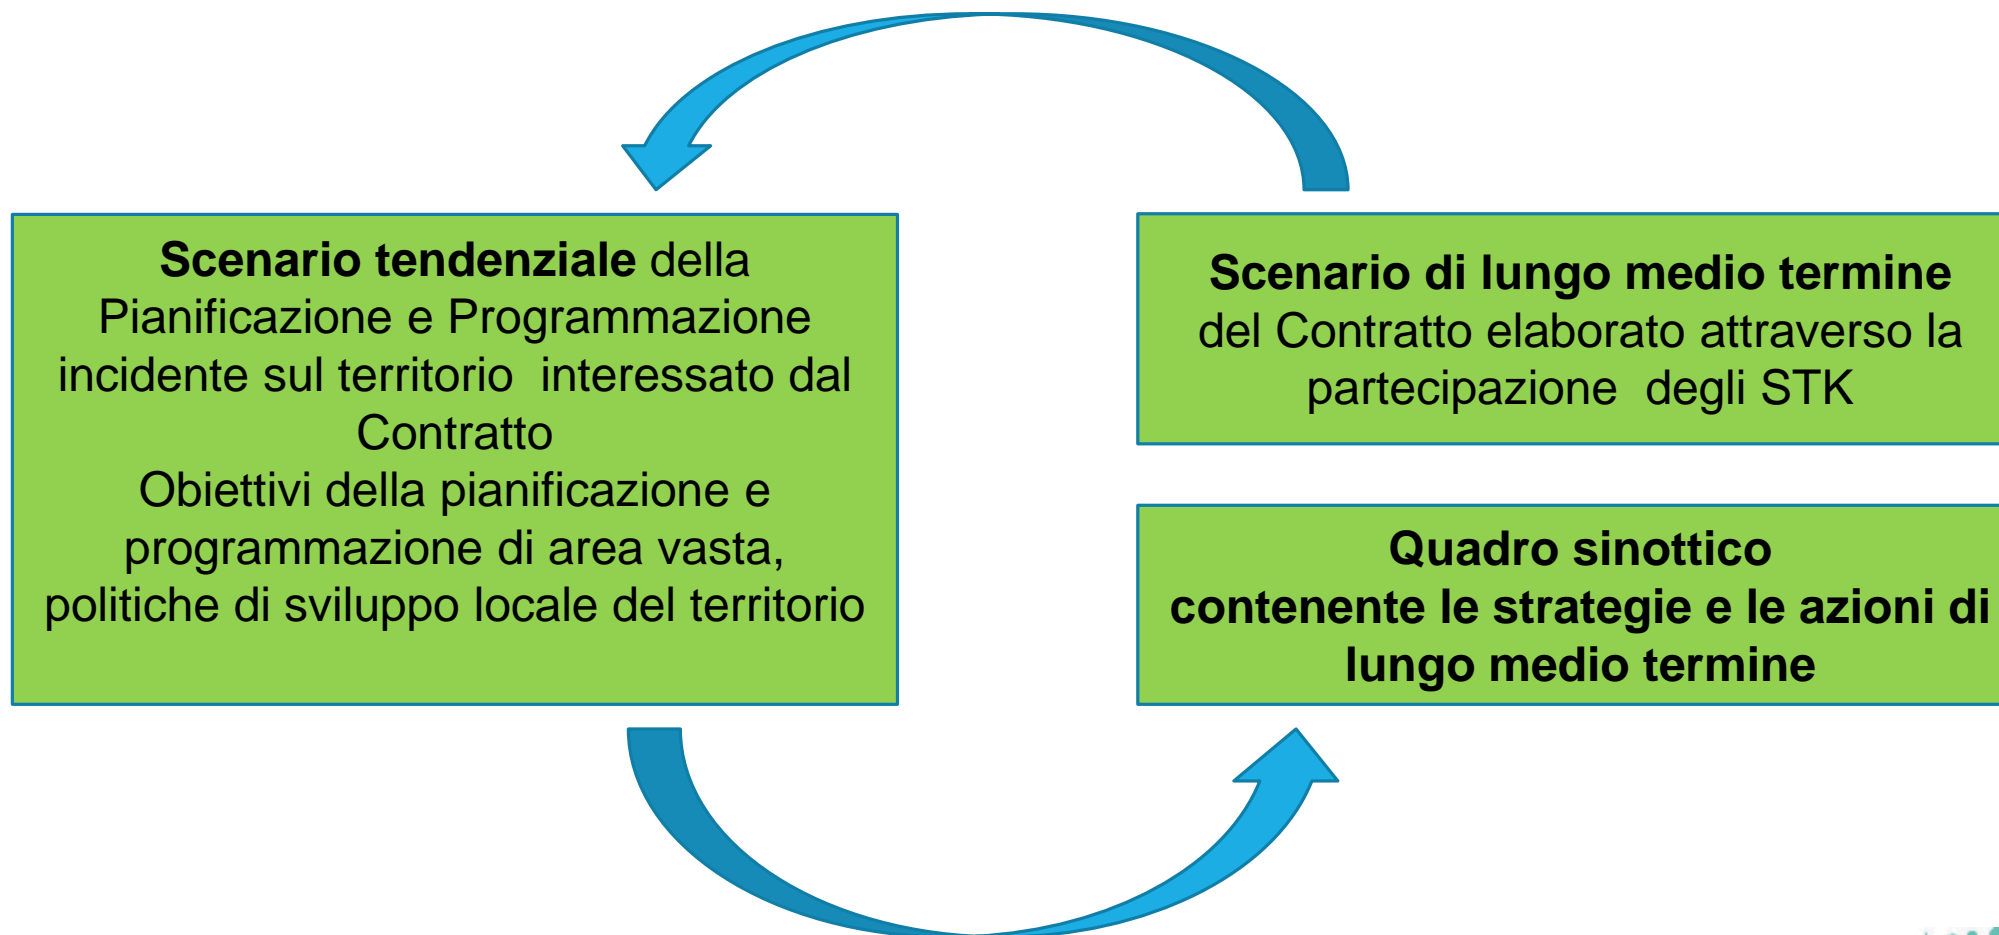 Scenario tendenziale della
Pianificazione e Programmazione
incidente sul territorio  interessato dal
Contratto
Obiettivi della pianificazione e
programmazione di area vasta,
politiche di sviluppo locale del territorio
Scenario di lungo medio termine
del Contratto elaborato attraverso la
partecipazione  degli STK
Quadro sinottico
contenente le strategie e le azioni di
lungo medio termine